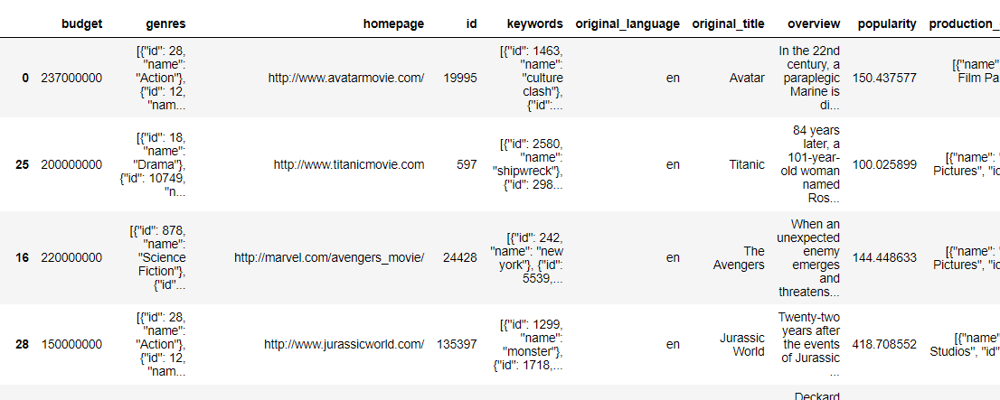 budget genres homepage id keywords original_language original_title overview popularity production_
0 237000000 [{"id": 28, "name": "Action"}, {"id": 12, "nam... http://www.avatarmovie.com/ 19995 [{"id": 1463, "name": "culture clash"}, {"id":... en Avatar In the 22nd century, a paraplegic Marine is di... 150.437577 [{"name" Film Pa
25 200000000 [{"id": 18, "name": "Drama"}, {"id": 10749, "n... http://www.titanicmovie.com 597 [{"id": 2580, "name": "shipwreck"}, {"id": 298... en Titanic 84 years later, a 101-year-old woman named Ros... 100.025899 [{"name": " Pictures", "id
16 220000000 [{"id": 878, "name": "Science Fiction"}, {"id"... http://marvel.com/avengers_movie/ 24428 [{"id": 242, "name": "new york"}, {"id": 5539,... en The Avengers When an unexpected enemy emerges and threatens... 144.448633 [{"name": " Pictures", "id
28 150000000 [{"id": 28, "name": "Action"}, {"id": 12, "nam... http://www.jurassicworld.com/ 135397 [{"id": 1299, "name": "monster"}, {"id": 1718,... en Jurassic World Twenty-two years after the events of Jurassic ... 418.708552 [{"name" Studios", "id"
Deckard